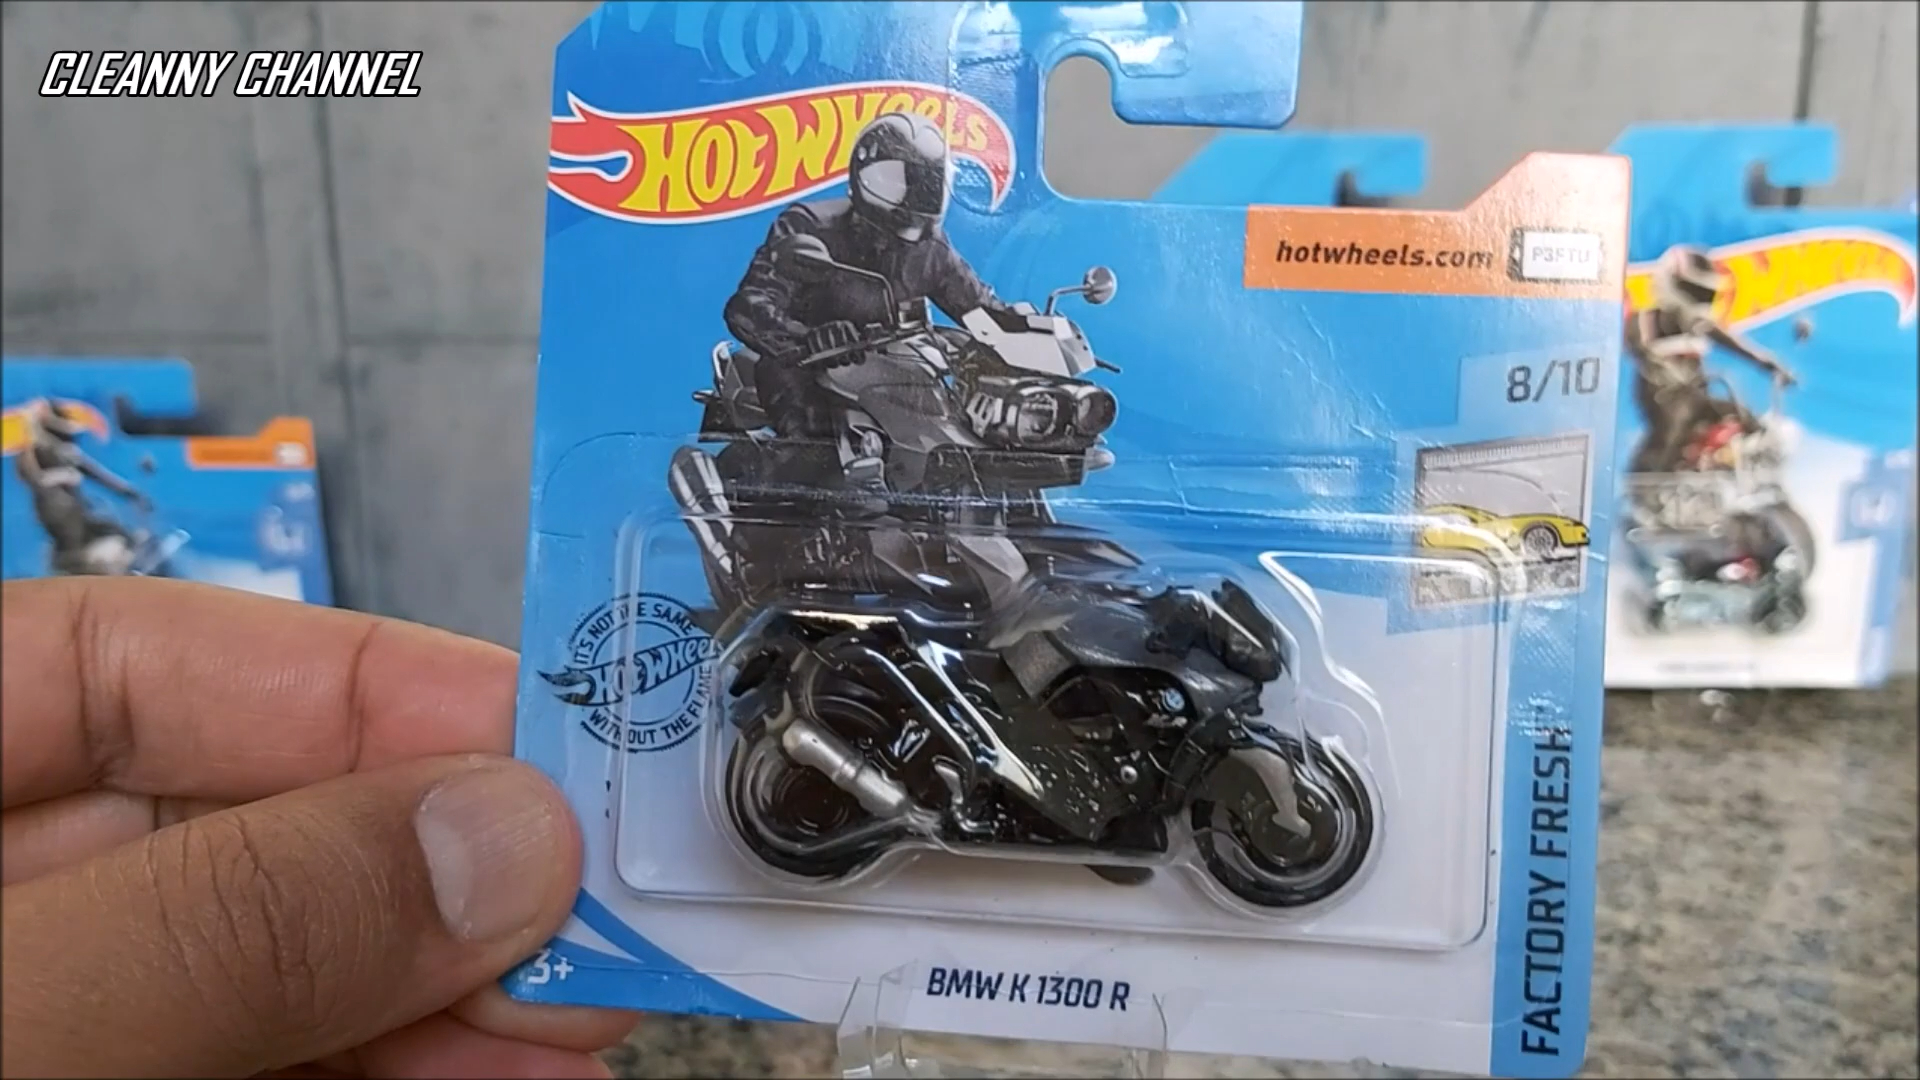 CLEANNY CHANNEL
HOT WHEELS
hotwheels.com
P3FTU
8/10
IT'S NOT THE SAME
HOT WHEELS
WITHOUT THE FLAME
FACTORY FRESH
3+
BMW K 1300 R